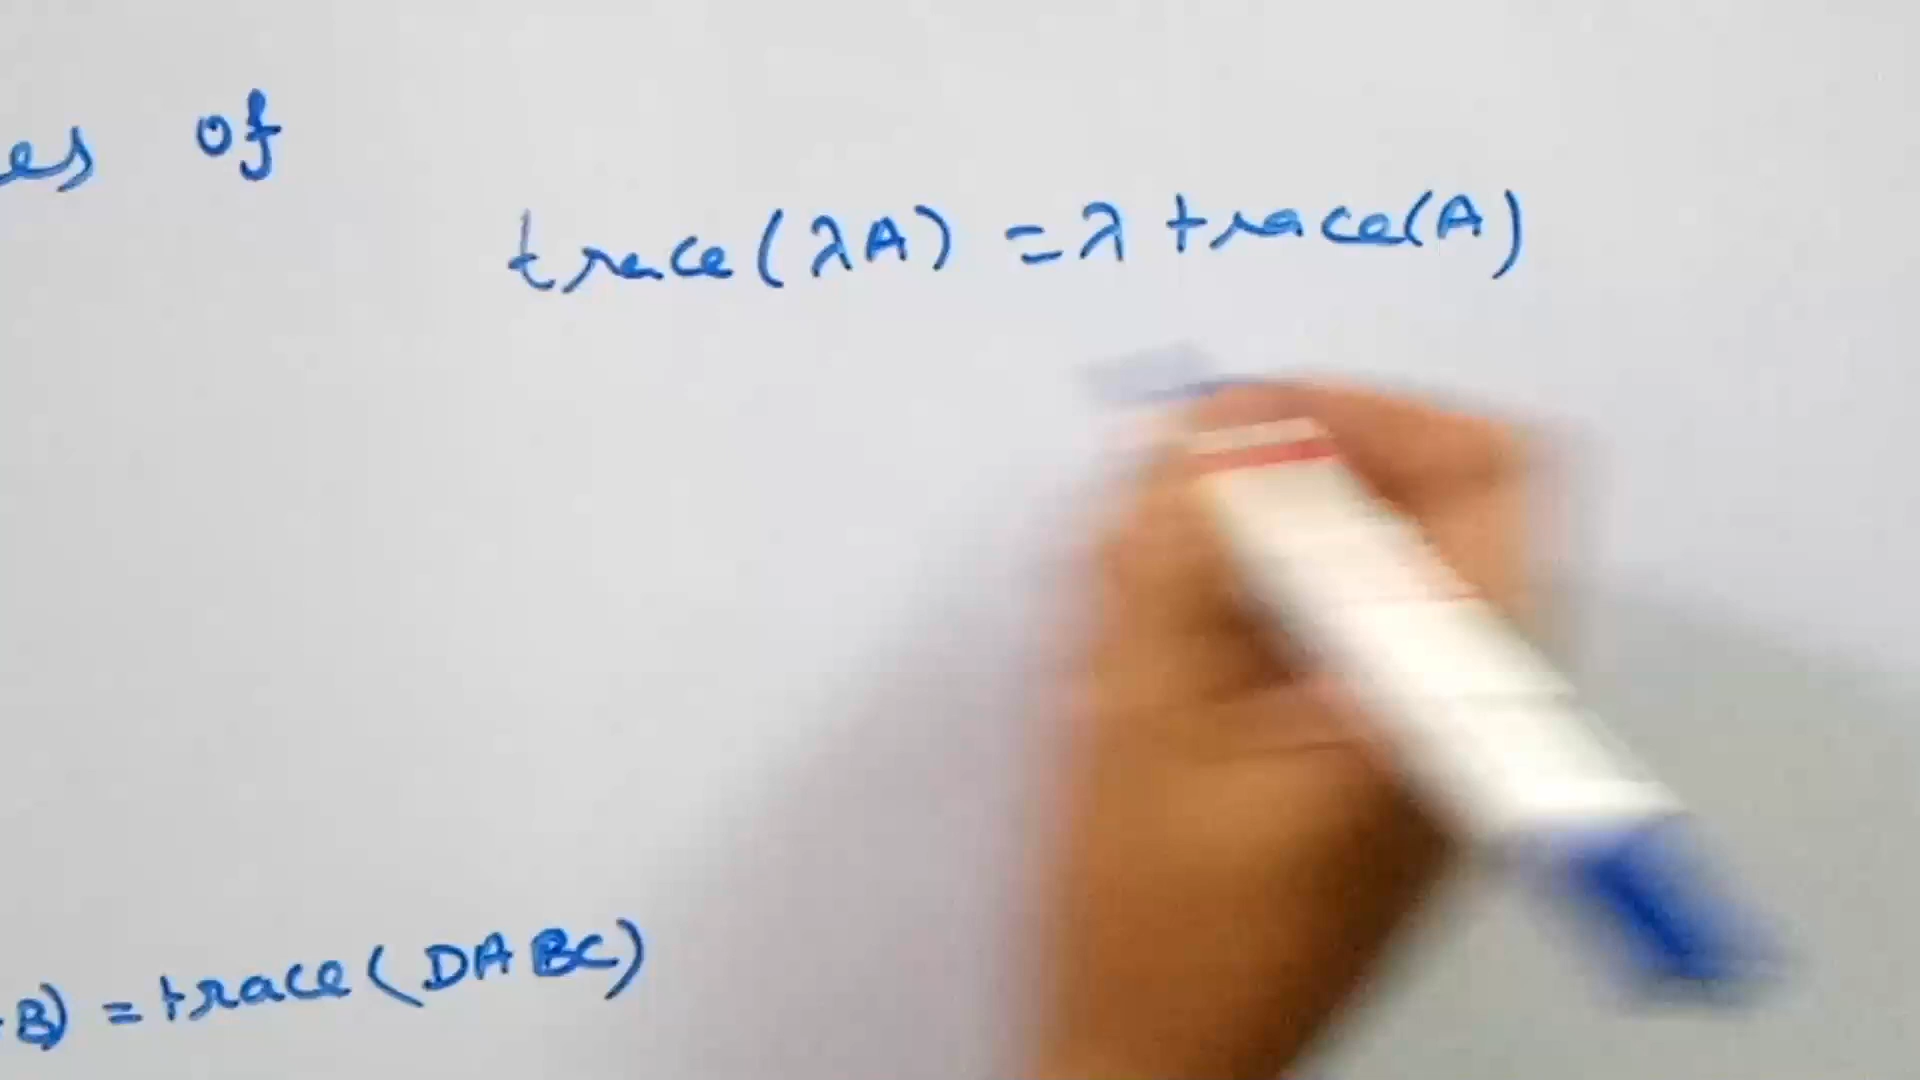 es of
trace(λA) = λ trace(A)
B) = trace(DABC)